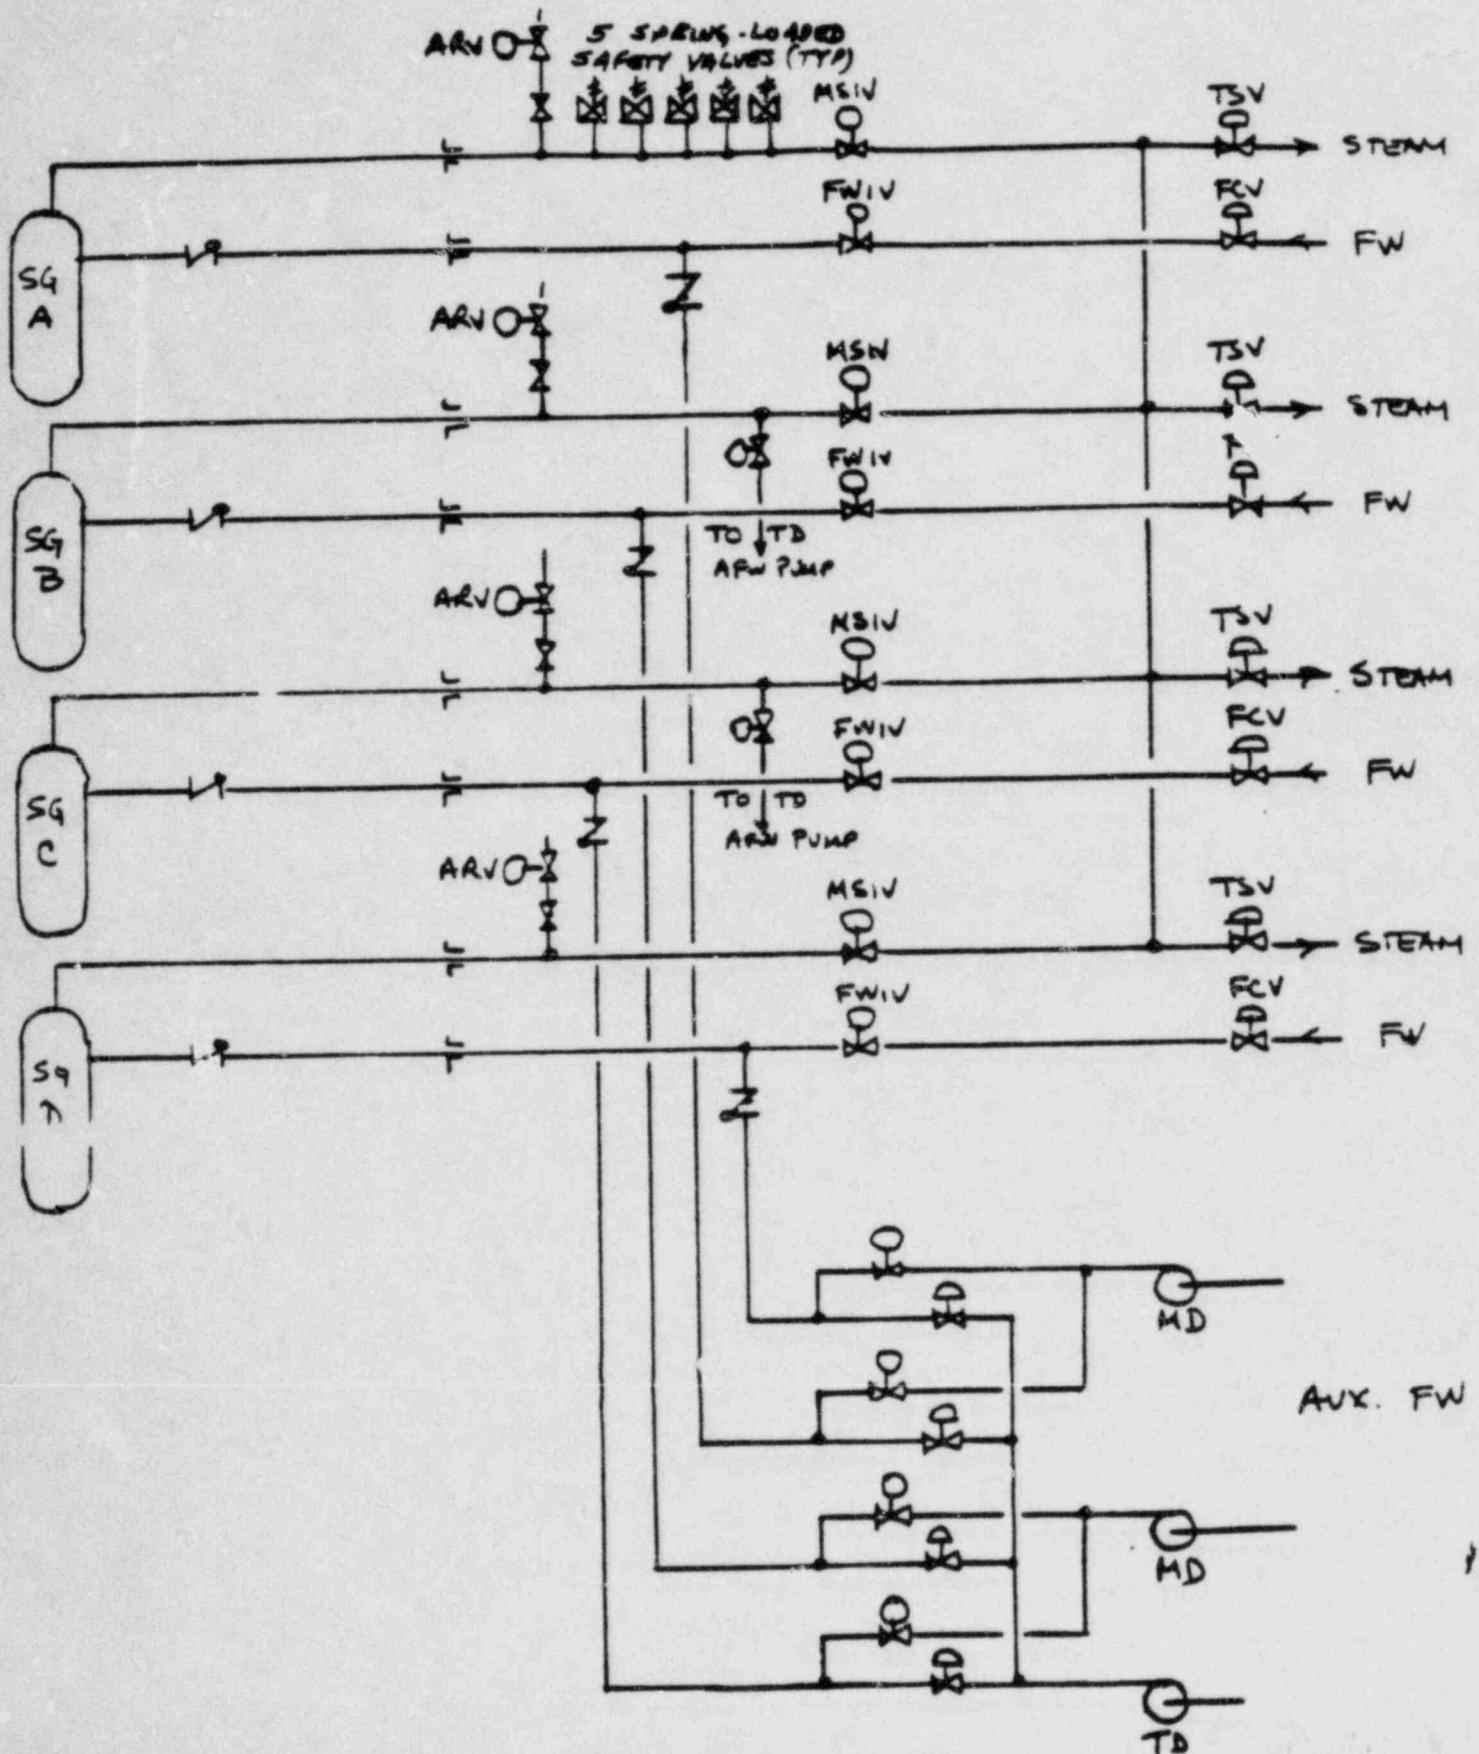 ARV
5 SPRING-LOADED
SAFETY VALVES (TYP)
MSIV
TSV
STEAM
FWIV
FCV
FW
SG
A
ARV
MSIV
TSV
STEAM
FWIV
FW
SG
B
TO TD
AFW PUMP
ARV
MSIV
TSV
STEAM
FWIV
FCV
FW
SG
C
TO TD
AFW PUMP
ARV
MSIV
TSV
STEAM
FWIV
FCV
FW
SG
MD
AUX. FW
MD
TD